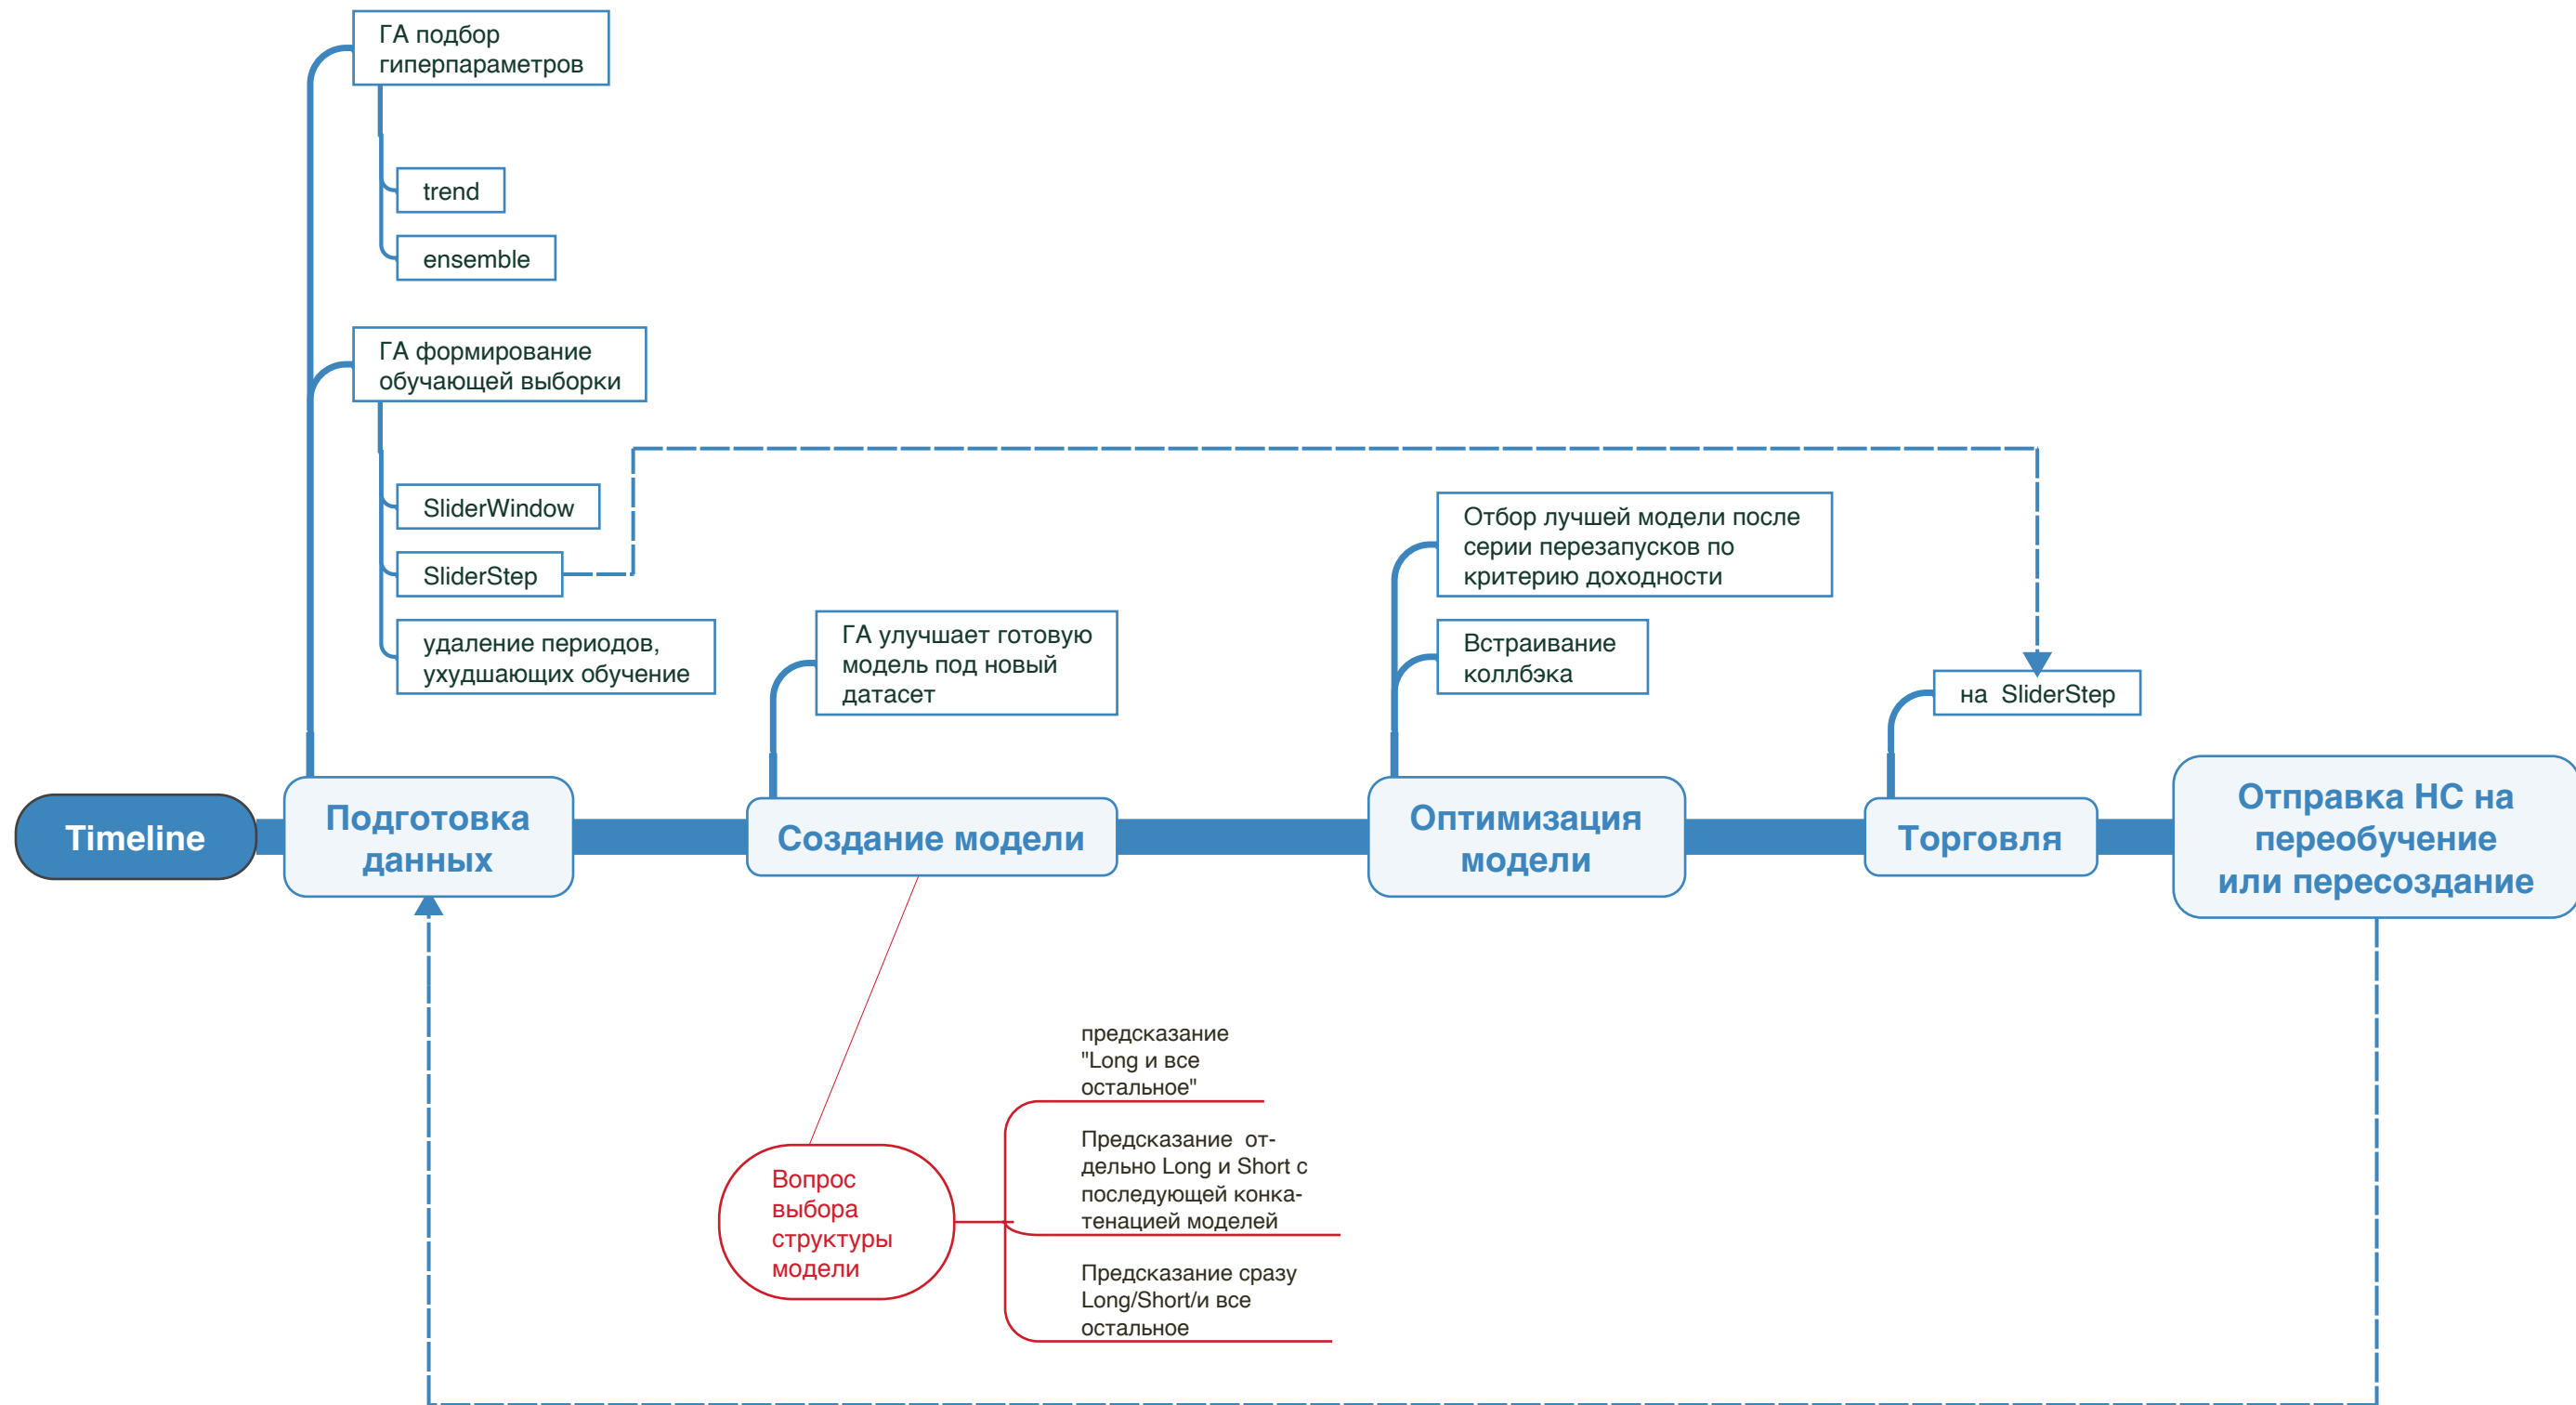 ГА подбор
гиперпараметров
trend
ensemble
ГА формирование
обучающей выборки
SliderWindow
SliderStep
удаление периодов,
ухудшающих обучение
ГА улучшает готовую
модель под новый
датасет
Отбор лучшей модели после
серии перезапусков по
критерию доходности
Встраивание
коллбэка
на  SliderStep
Timeline
Подготовка
данных
Создание модели
Оптимизация
модели
Торговля
Отправка НС на
переобучение
или пересоздание
Вопрос
выбора
структуры
модели
предсказание
"Long и все
остальное"
Предсказание  от-
дельно Long и Short с
последующей конка-
тенацией моделей
Предсказание сразу
Long/Short/и все
остальное